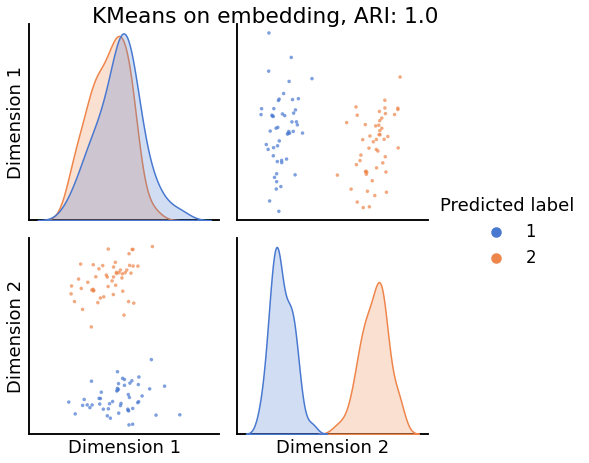 KMeans on embedding, ARI: 1.0
Dimension 1
Predicted label
1
2
Dimension 2
Dimension 1
Dimension 2